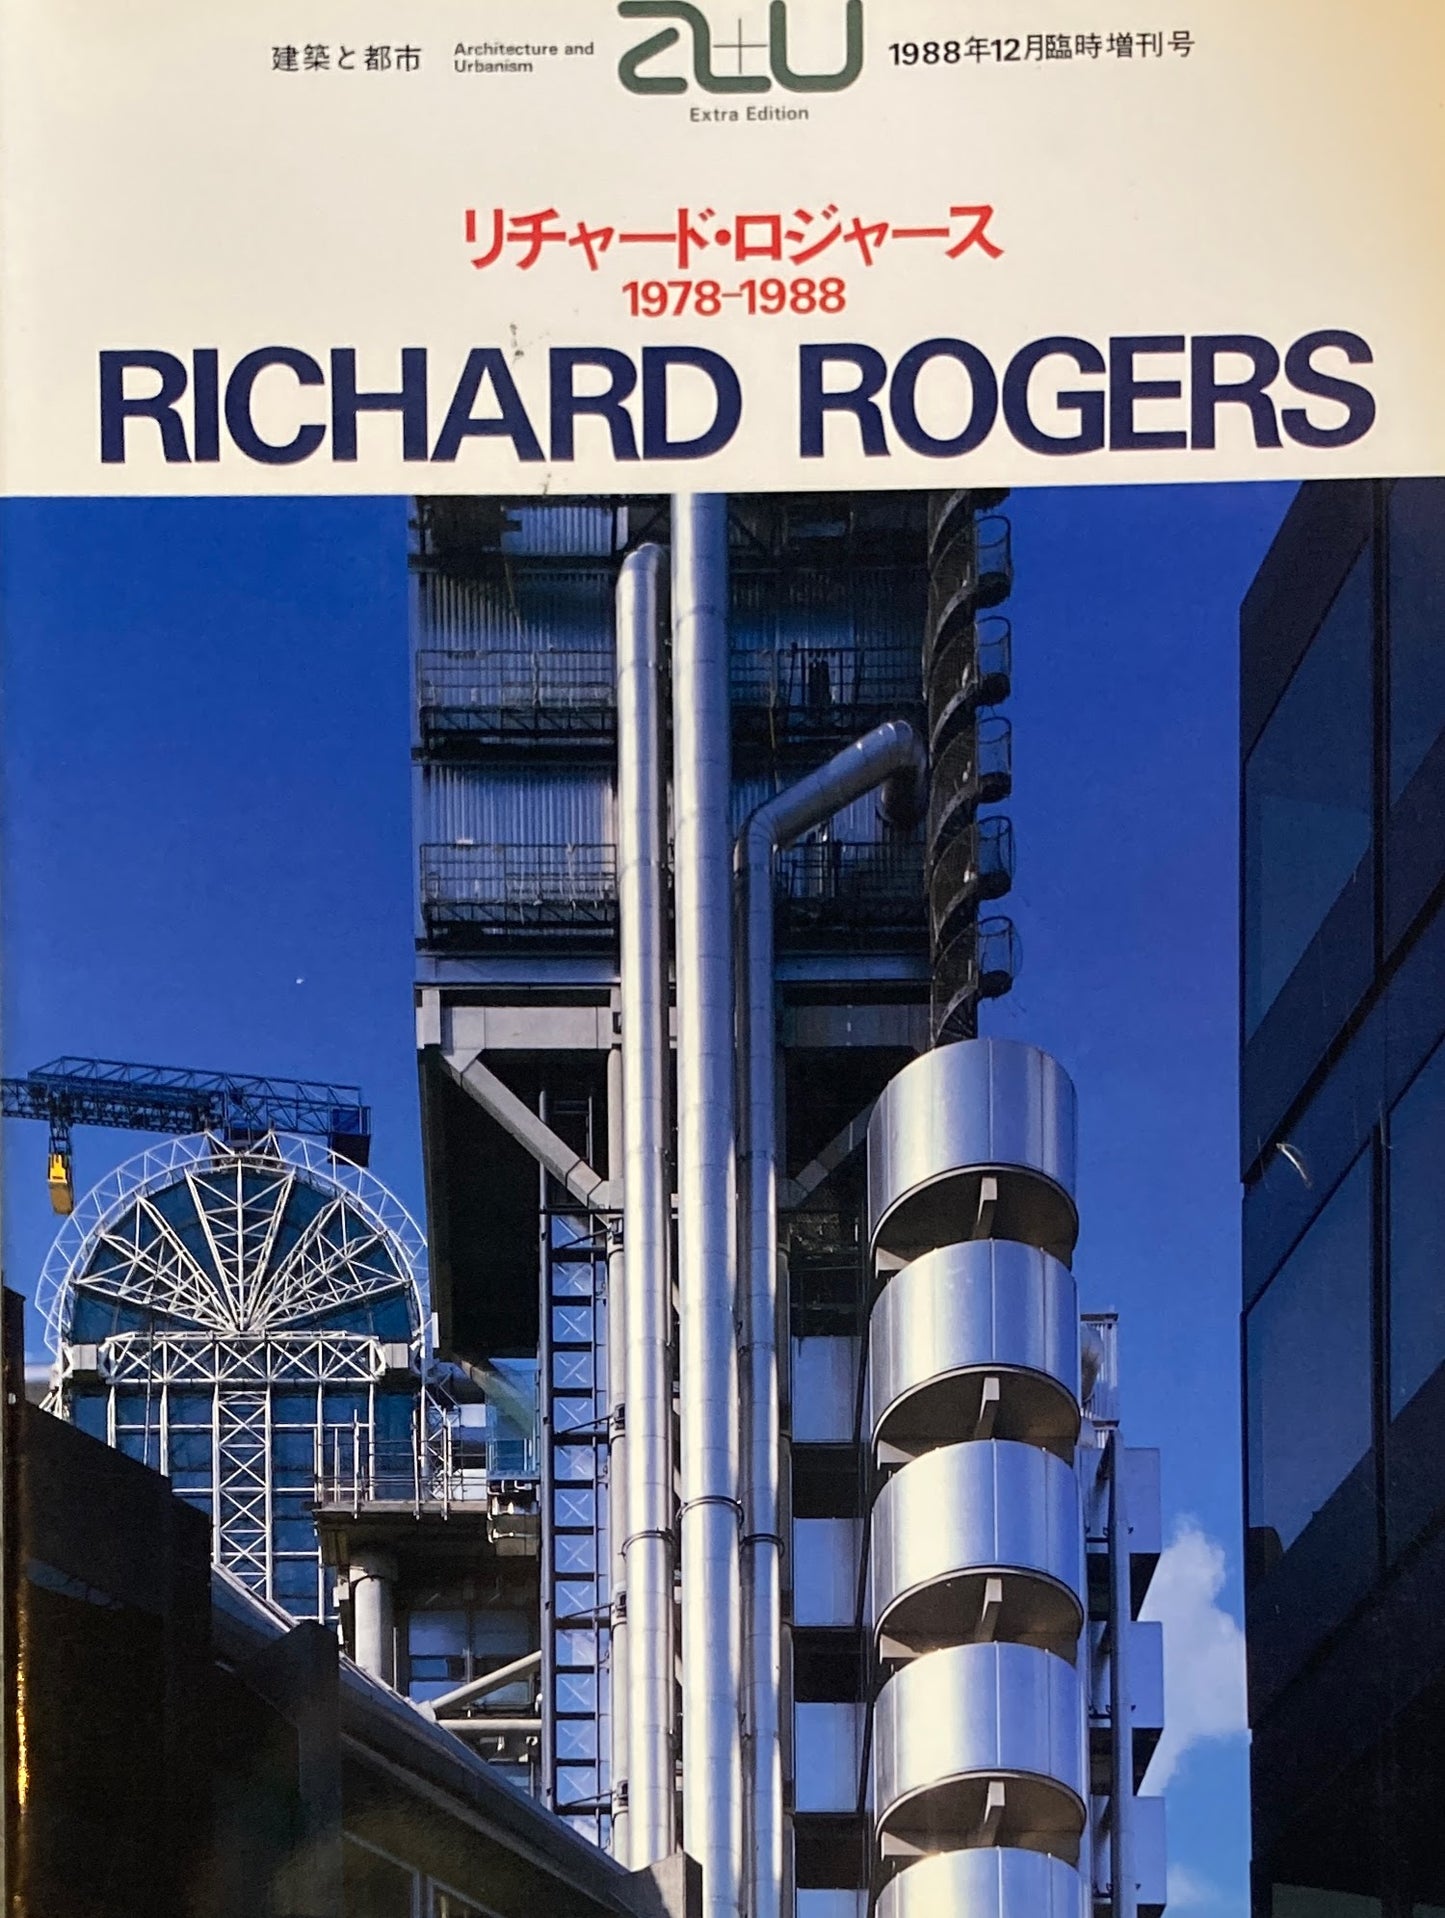 建築と都市
Architecture and
Urbanism
a+u
Extra Edition
1988年12月臨時増刊号
リチャード・ロジャース
1978-1988
RICHARD ROGERS